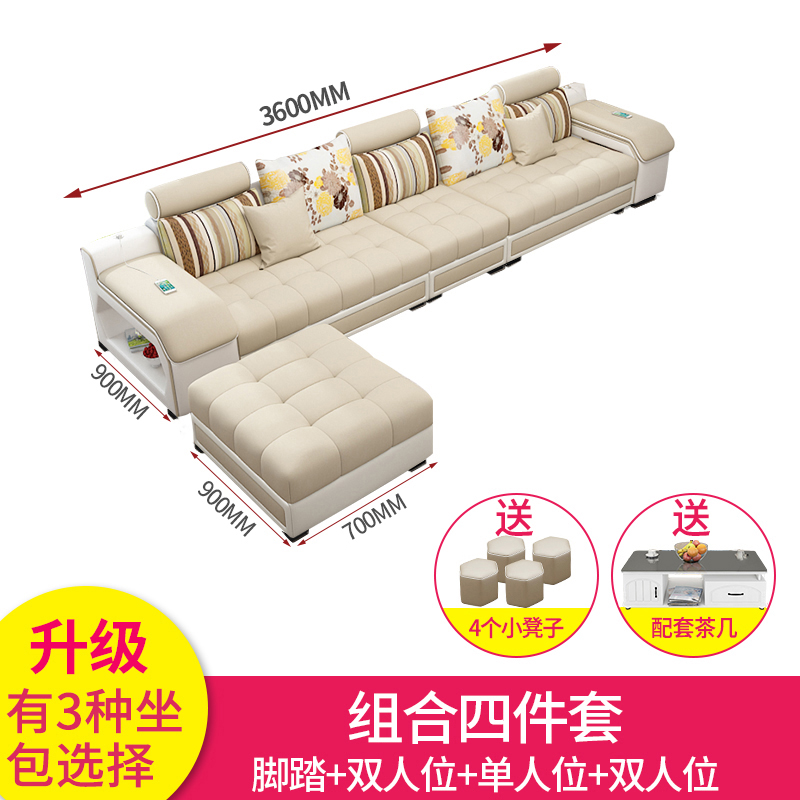 3600MM
900MM
900MM
700MM
送
4个小凳子
送
配套茶几
升级
有3种坐
包选择
组合四件套
脚踏+双人位+单人位+双人位